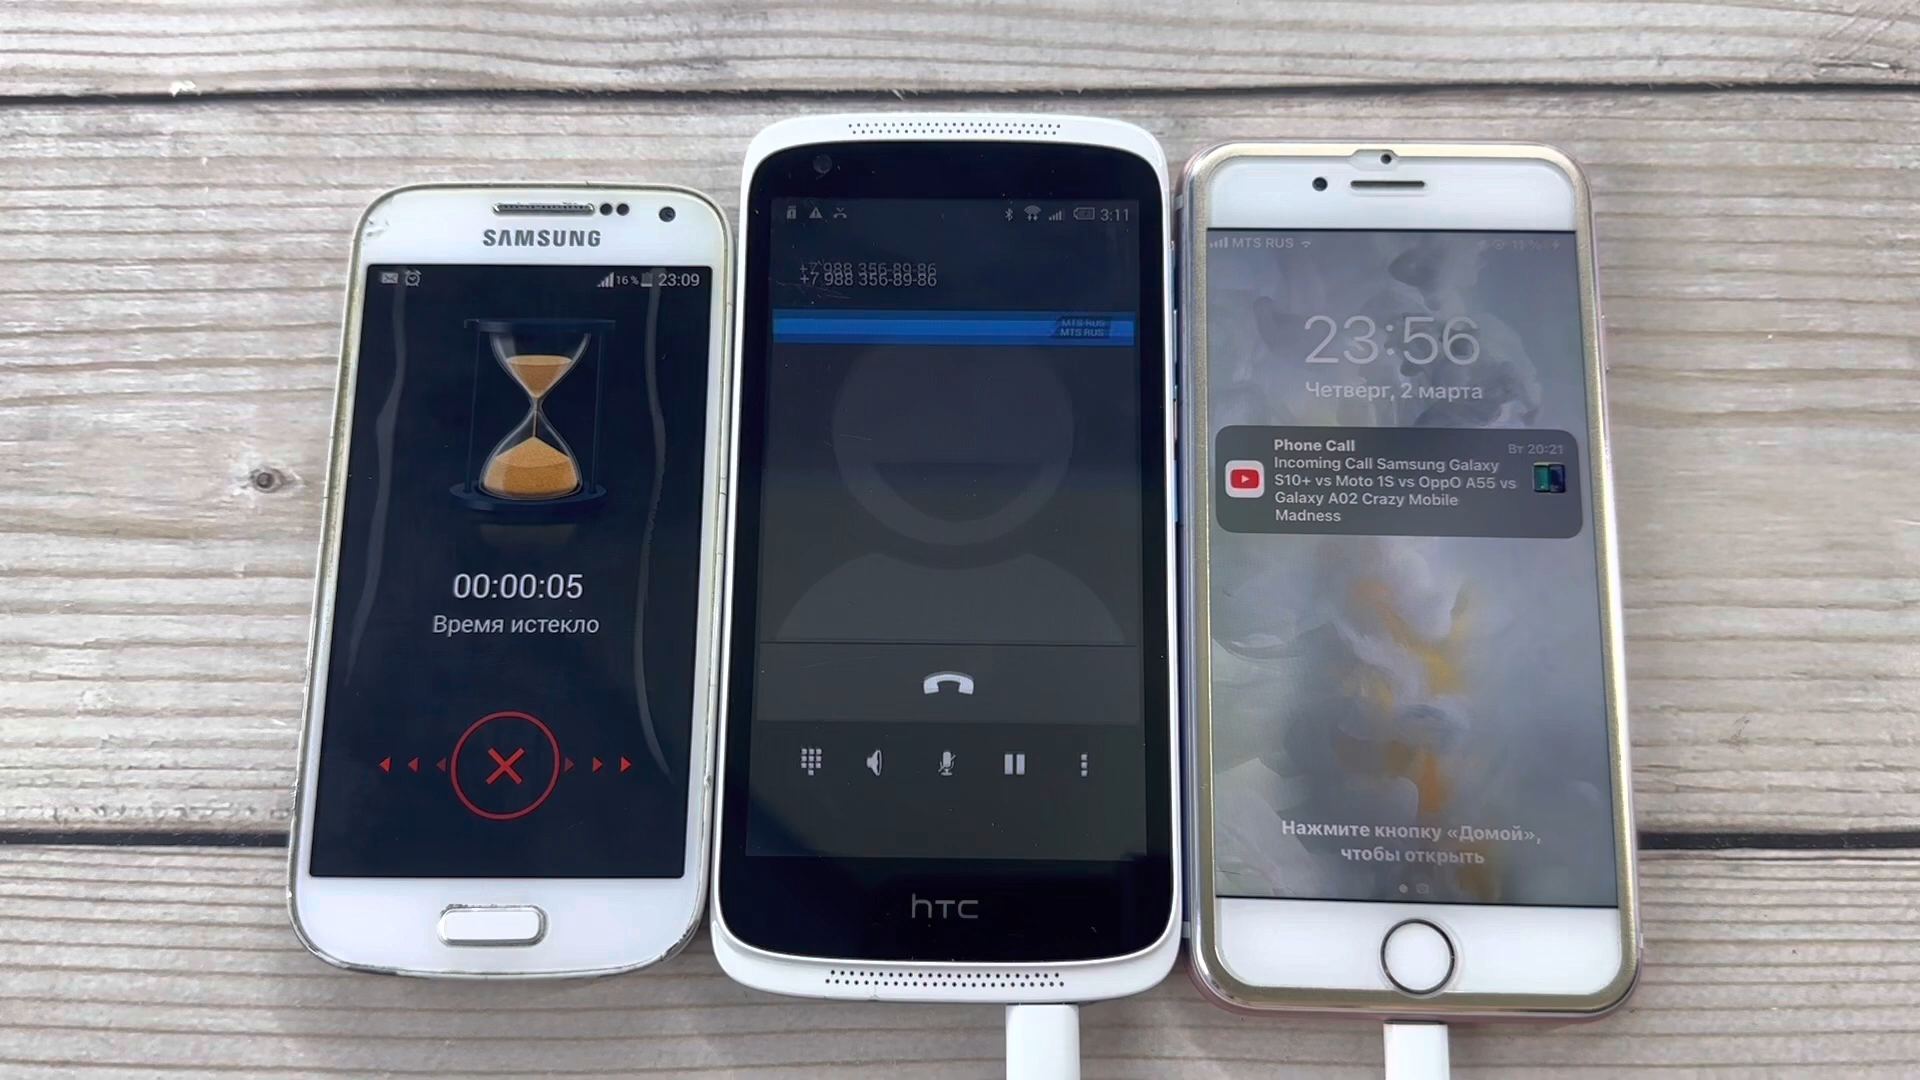 SAMSUNG
16% 23:09
00:00:05
Время истекло
3:11
+7 988 356-89-86
+7 988 356-89-86
MTS RUS
MTS RUS
hTC
MTS RUS
23:56
Четверг, 2 марта
Phone Call
Вт 20:21
Incoming Call Samsung Galaxy
S10+ vs Moto 1S vs OppO A55 vs
Galaxy A02 Crazy Mobile
Madness
Нажмите кнопку «Домой»,
чтобы открыть